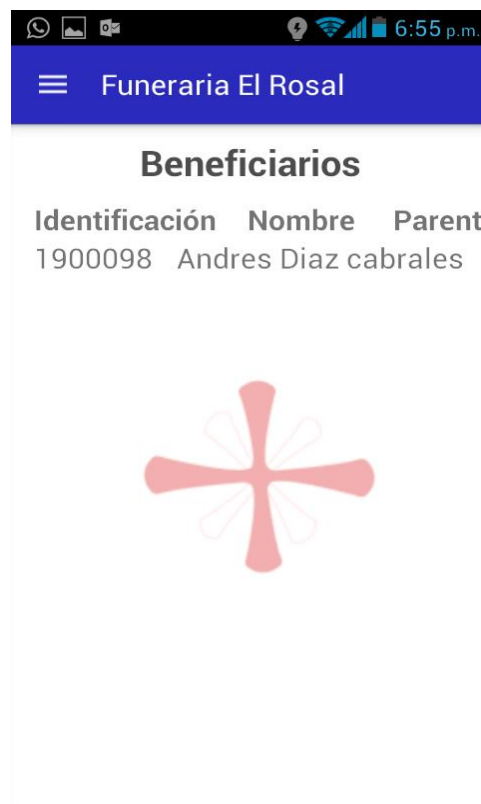 6:55 p.m.
Funeraria El Rosal
Beneficiarios
Identificación Nombre Parent
1900098 Andres Diaz cabrales